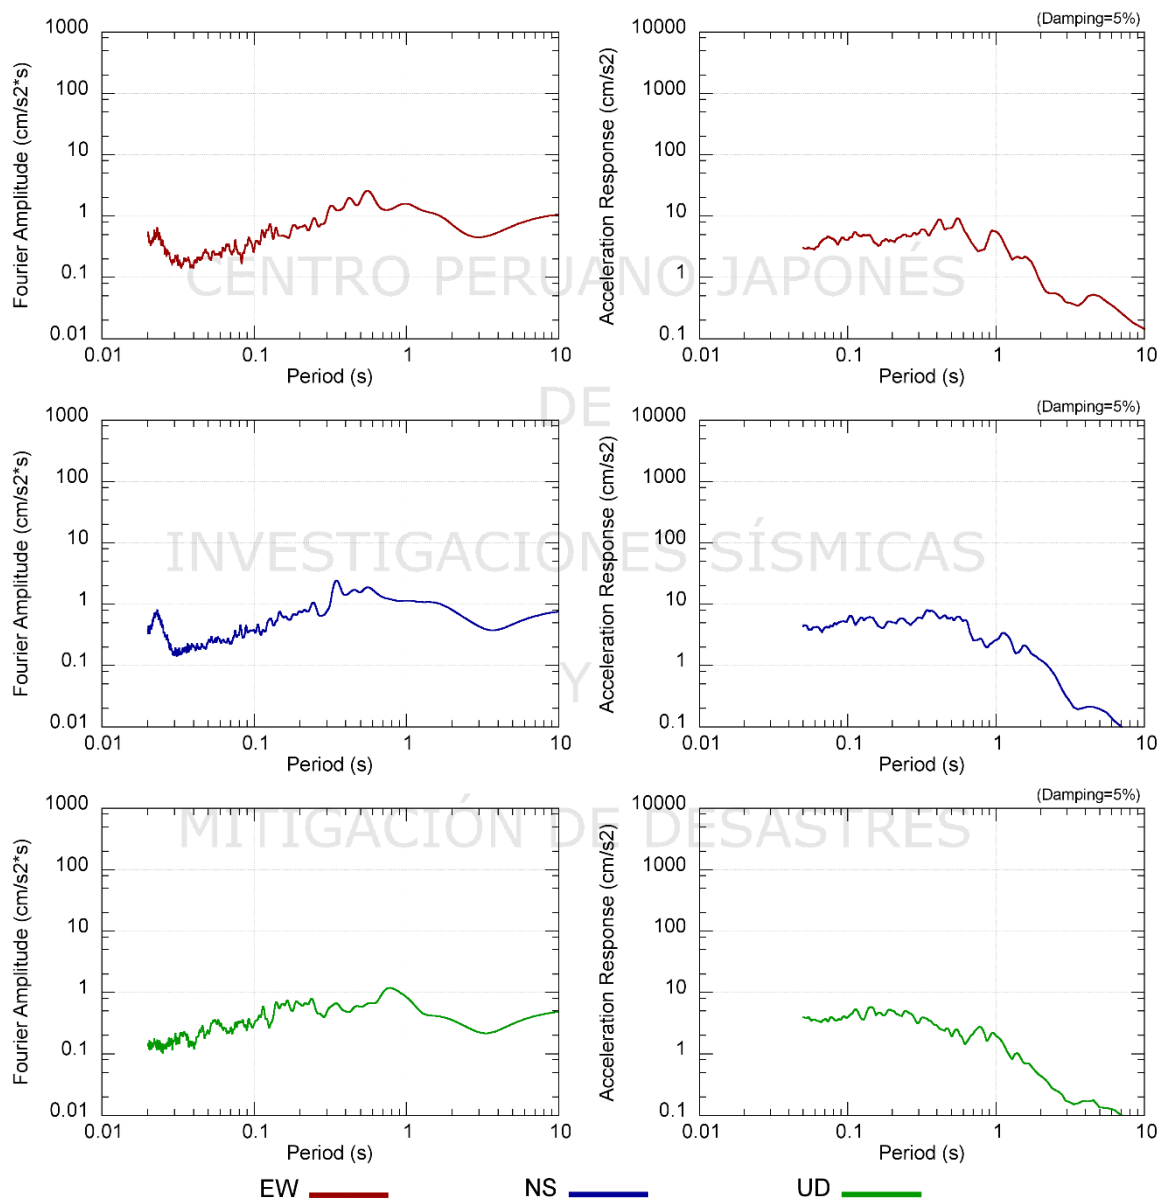 (Damping=5%)
1000
100
10
1
0.1
0.01
Fourier Amplitude (cm/s2*s)
0.01 0.1 1 10
Period (s)
10000
1000
100
10
1
0.1
Acceleration Response (cm/s2)
0.01 0.1 1 10
Period (s)
CENTRO PERUANO JAPONÉS
DE
(Damping=5%)
1000
100
10
1
0.1
0.01
Fourier Amplitude (cm/s2*s)
0.01 0.1 1 10
Period (s)
10000
1000
100
10
1
0.1
Acceleration Response (cm/s2)
0.01 0.1 1 10
Period (s)
INVESTIGACIONES SÍSMICAS
Y
(Damping=5%)
1000
100
10
1
0.1
0.01
Fourier Amplitude (cm/s2*s)
0.01 0.1 1 10
Period (s)
10000
1000
100
10
1
0.1
Acceleration Response (cm/s2)
0.01 0.1 1 10
Period (s)
MITIGACIÓN DE DESASTRES
EW NS UD